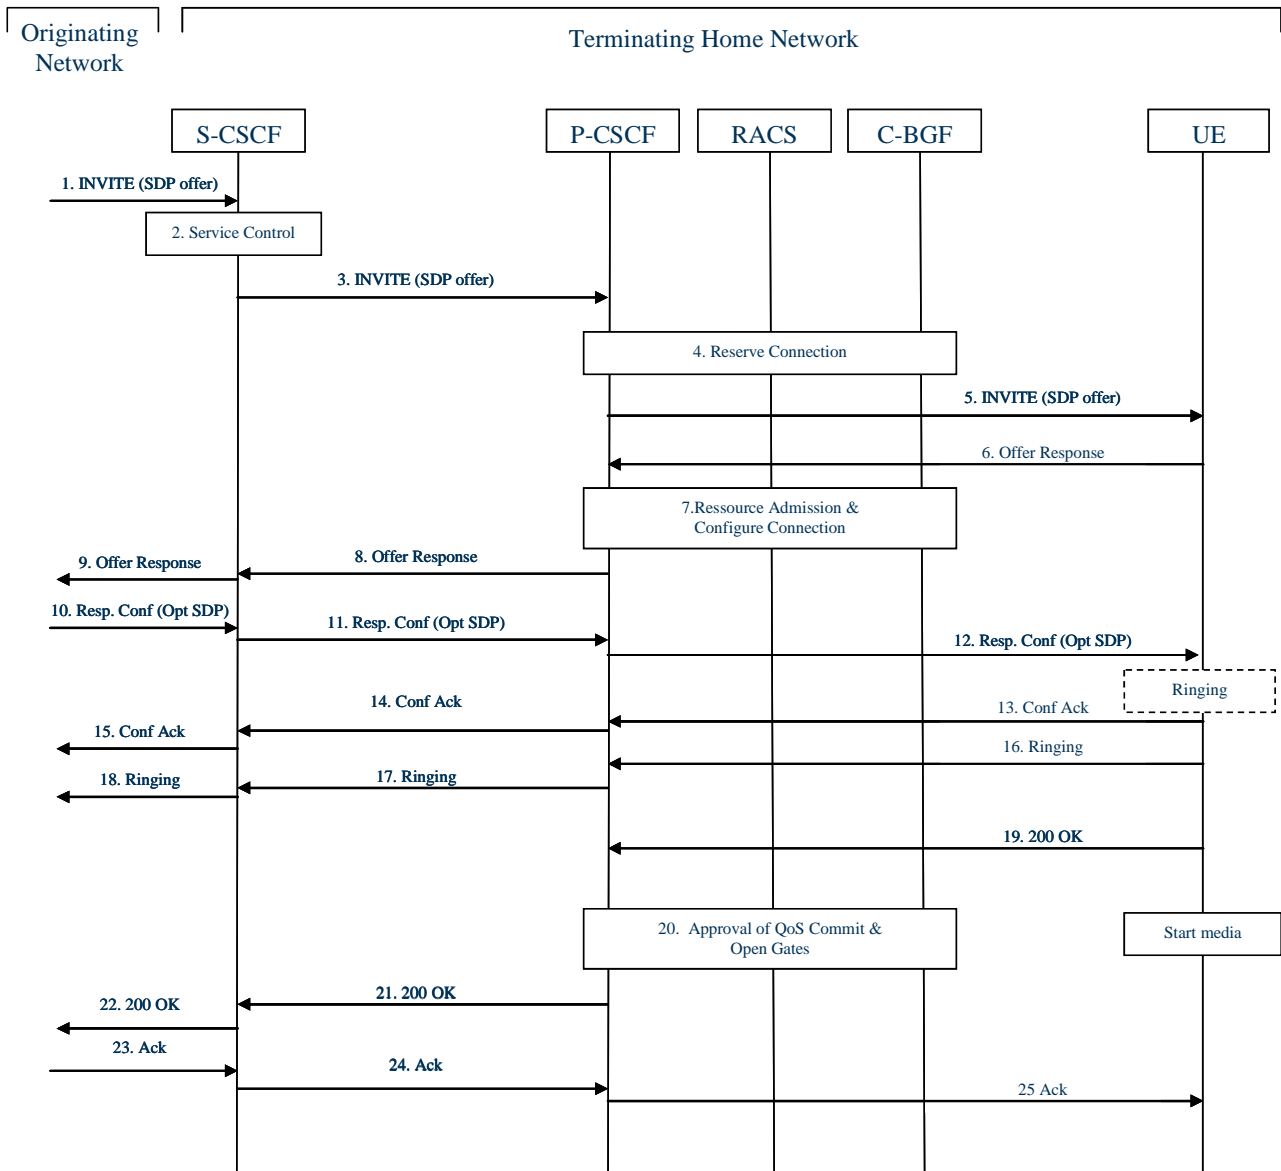 Originating
Network
Terminating Home Network
S-CSCF
P-CSCF
RACS
C-BGF
UE
1. INVITE (SDP offer)
2. Service Control
3. INVITE (SDP offer)
4. Reserve Connection
5. INVITE (SDP offer)
6. Offer Response
7.Ressource Admission &
Configure Connection
8. Offer Response
9. Offer Response
10. Resp. Conf (Opt SDP)
11. Resp. Conf (Opt SDP)
12. Resp. Conf (Opt SDP)
Ringing
13. Conf Ack
14. Conf Ack
15. Conf Ack
16. Ringing
17. Ringing
18. Ringing
19. 200 OK
20. Approval of QoS Commit &
Open Gates
Start media
21. 200 OK
22. 200 OK
23. Ack
24. Ack
25 Ack